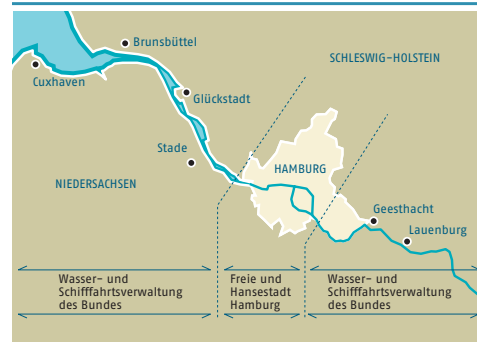 Brunsbüttel
SCHLESWIG-HOLSTEIN
Cuxhaven
Glückstadt
Stade
HAMBURG
NIEDERSACHSEN
Geesthacht
Lauenburg
Wasser- und
Schifffahrtsverwaltung
des Bundes
Freie und
Hansestadt
Hamburg
Wasser- und
Schifffahrtsverwaltung
des Bundes